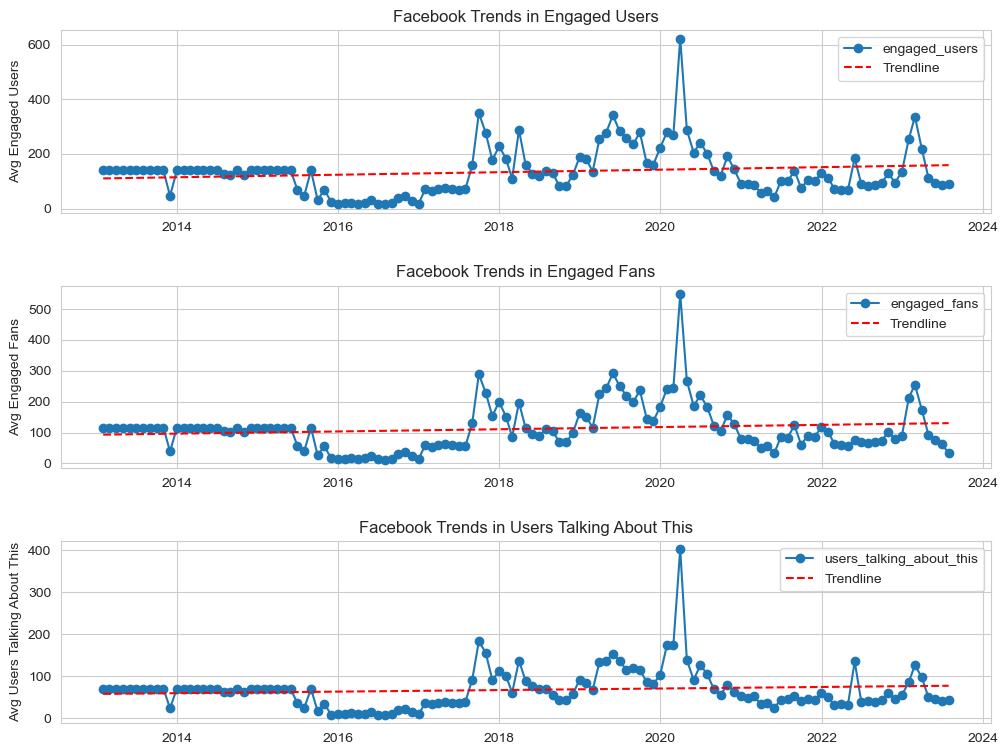 Facebook Trends in Engaged Users
Avg Engaged Users
600
400
200
0
engaged_users
Trendline
2014
2016
2018
2020
2022
2024
Facebook Trends in Engaged Fans
Avg Engaged Fans
500
400
300
200
100
0
engaged_fans
Trendline
2014
2016
2018
2020
2022
2024
Facebook Trends in Users Talking About This
Avg Users Talking About This
400
300
200
100
0
users_talking_about_this
Trendline
2014
2016
2018
2020
2022
2024